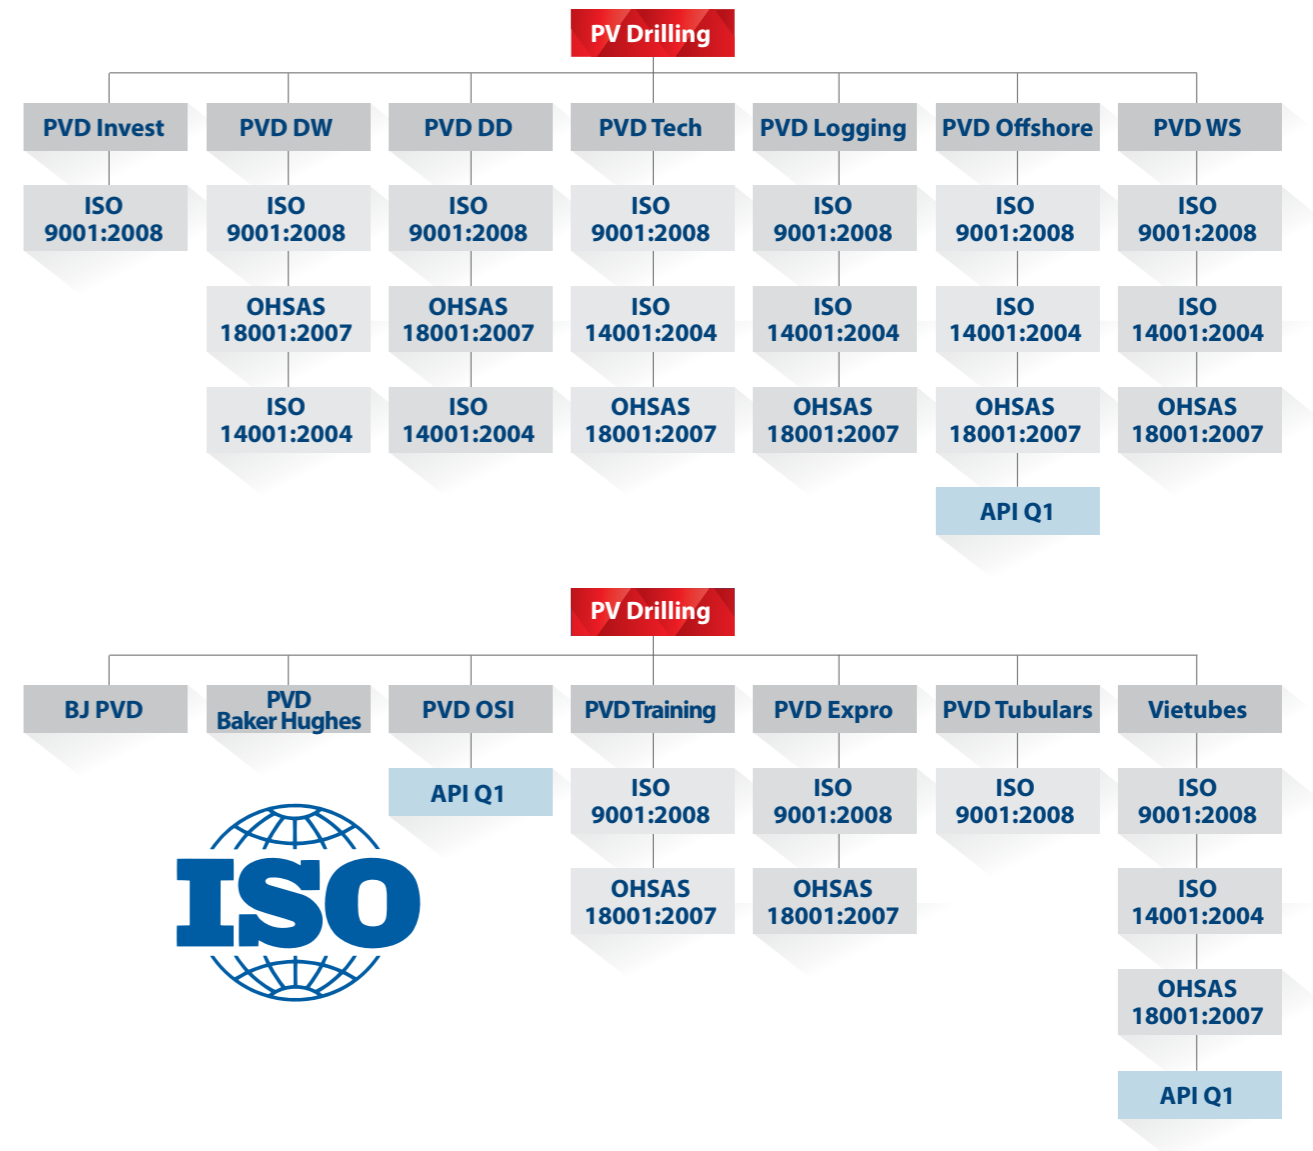 PV Drilling
PVD Invest
PVD DW
PVD DD
PVD Tech
PVD Logging
PVD Offshore
PVD WS
ISO
9001:2008
ISO
9001:2008
ISO
9001:2008
ISO
9001:2008
ISO
9001:2008
ISO
9001:2008
ISO
9001:2008
OHSAS
18001:2007
OHSAS
18001:2007
ISO
14001:2004
ISO
14001:2004
ISO
14001:2004
ISO
14001:2004
ISO
14001:2004
ISO
14001:2004
OHSAS
18001:2007
OHSAS
18001:2007
OHSAS
18001:2007
OHSAS
18001:2007
API Q1
PV Drilling
BJ PVD
PVD
Baker Hughes
PVD OSI
PVD Training
PVD Expro
PVD Tubulars
Vietubes
API Q1
ISO
9001:2008
ISO
9001:2008
ISO
9001:2008
ISO
9001:2008
ISO
OHSAS
18001:2007
OHSAS
18001:2007
ISO
14001:2004
OHSAS
18001:2007
API Q1